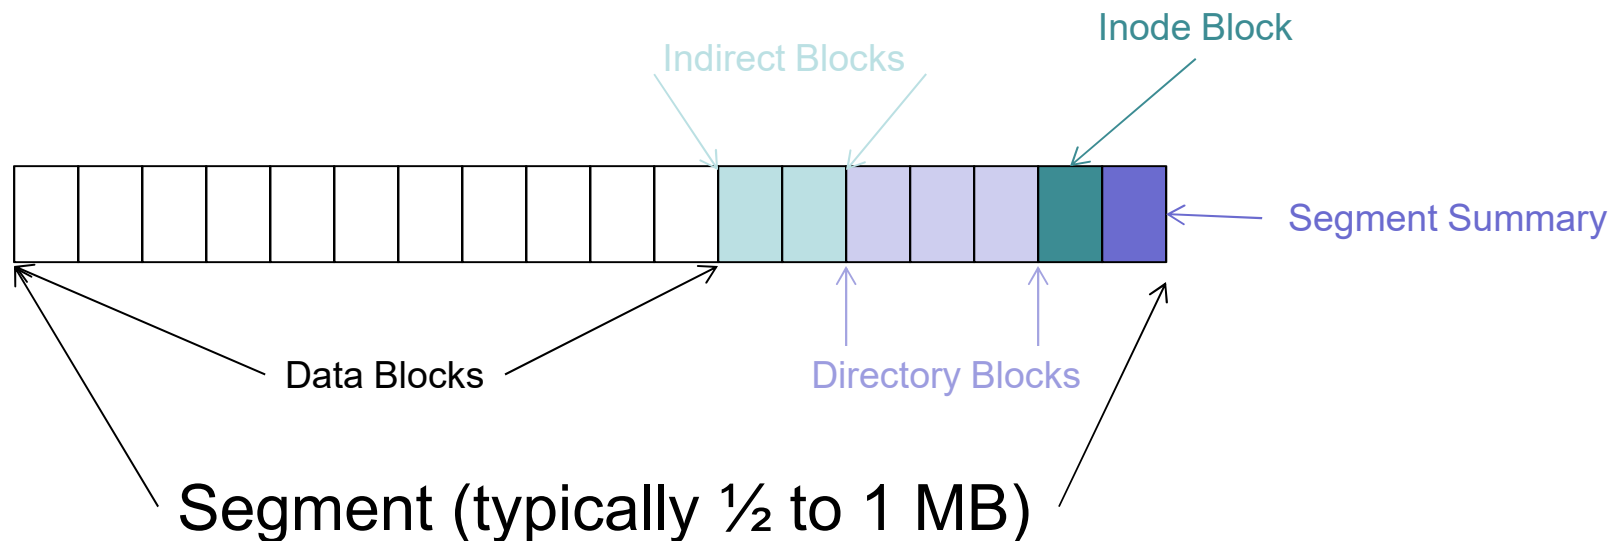 Inode Block
Indirect Blocks
Segment Summary
Data Blocks
Directory Blocks
Segment (typically ½ to 1 MB)